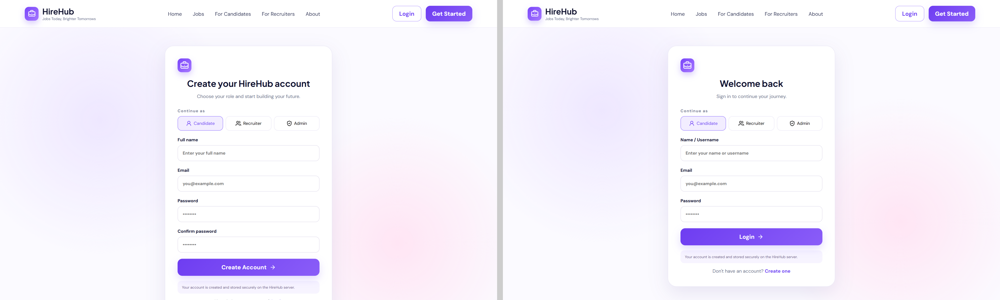 HireHub
Jobs Today, Brighter Tomorrows
Home Jobs For Candidates For Recruiters About
Login Get Started
Create your HireHub account
Choose your role and start building your future.
Continue as
Candidate Recruiter Admin
Full name
Enter your full name
Email
you@example.com
Password
••••••••
Confirm password
••••••••
Create Account →
Your account is created and stored securely on the HireHub server.
HireHub
Jobs Today, Brighter Tomorrows
Home Jobs For Candidates For Recruiters About
Login Get Started
Welcome back
Sign in to continue your journey.
Continue as
Candidate Recruiter Admin
Name / Username
Enter your name or username
Email
you@example.com
Password
••••••••
Login →
Your account is created and stored securely on the HireHub server.
Don't have an account? Create one